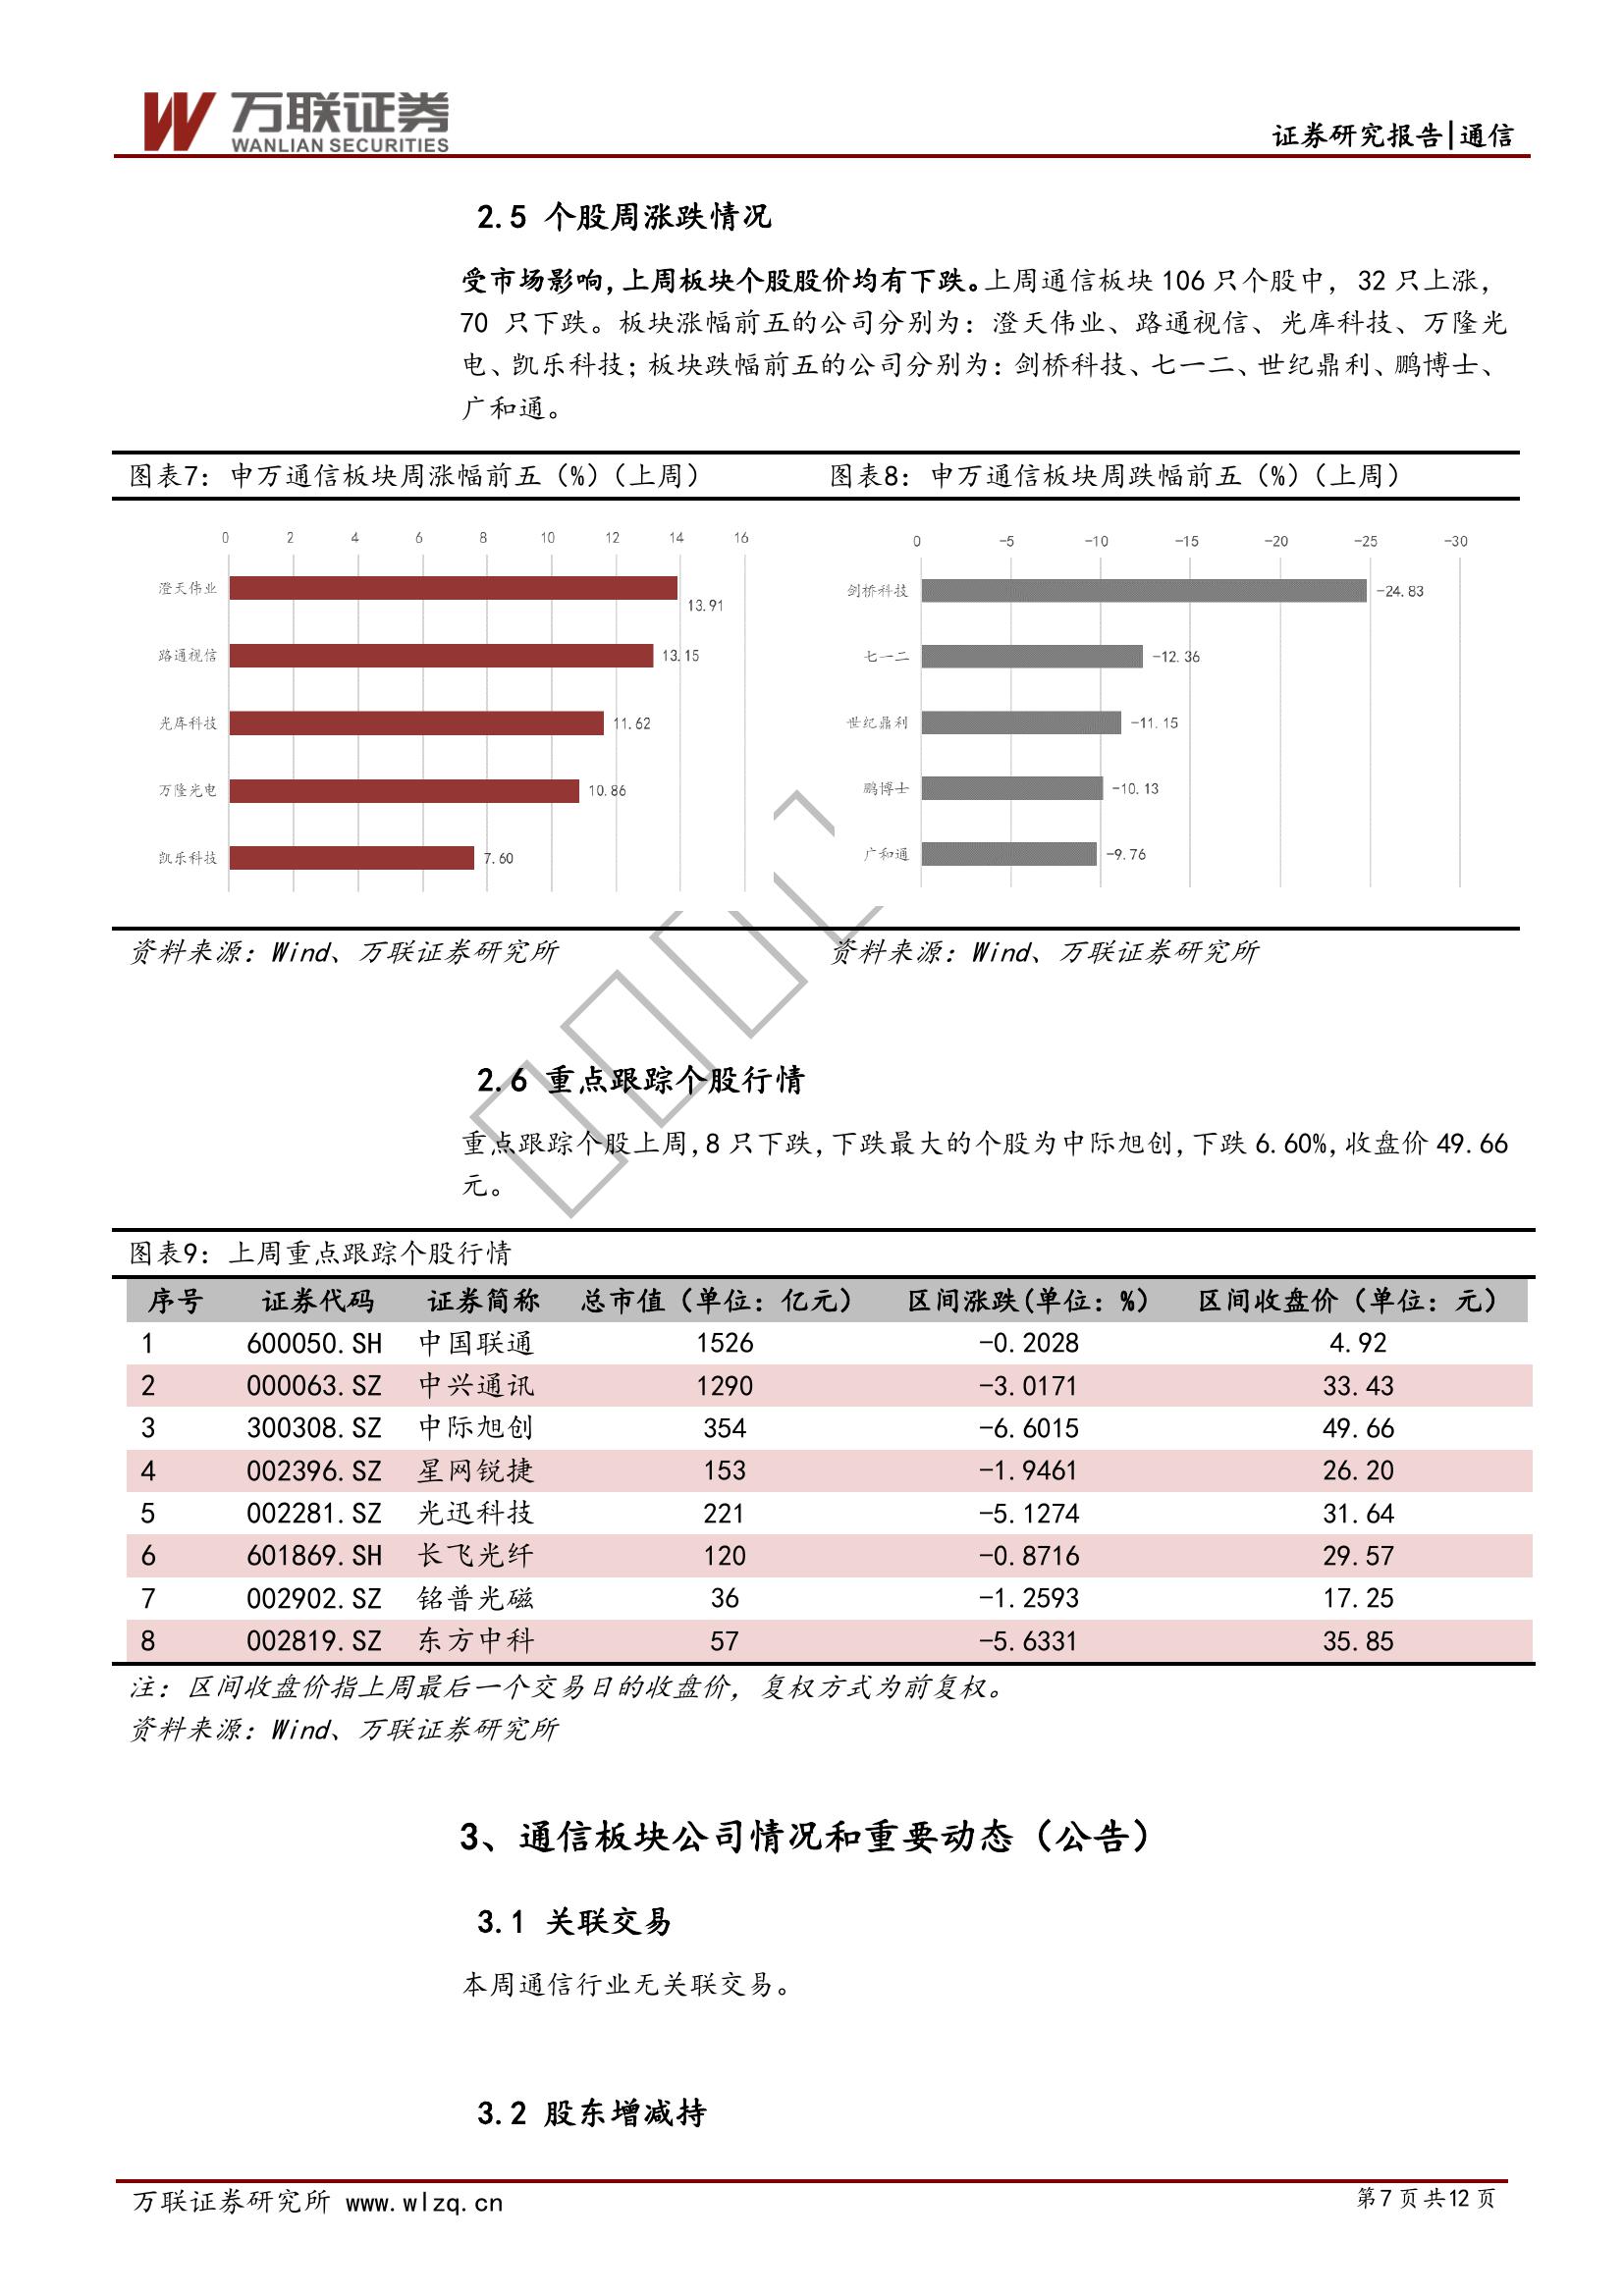 万联证券
WANLIAN SECURITIES
证券研究报告|通信
2.5 个股周涨跌情况
受市场影响,上周板块个股股价均有下跌。上周通信板块 106 只个股中, 32 只上涨,
70 只下跌。板块涨幅前五的公司分别为: 澄天伟业、路通视信、光库科技、万隆光
电、凯乐科技; 板块跌幅前五的公司分别为: 剑桥科技、七一二、世纪鼎利、鹏博士、
广和通。
图表7: 申万通信板块周涨幅前五 (%) (上周)
0 2 4 6 8 10 12 14 16
澄天伟业 13.91
路通视信 13.15
光库科技 11.62
万隆光电 10.86
凯乐科技 7.60
资料来源: Wind、万联证券研究所
图表8: 申万通信板块周跌幅前五 (%) (上周)
0 -5 -10 -15 -20 -25 -30
剑桥科技 -24.83
七一二 -12.36
世纪鼎利 -11.15
鹏博士 -10.13
广和通 -9.76
资料来源: Wind、万联证券研究所
2.6 重点跟踪个股行情
重点跟踪个股上周, 8 只下跌, 下跌最大的个股为中际旭创, 下跌 6.60%, 收盘价 49.66
元。
图表9: 上周重点跟踪个股行情
序号 证券代码 证券简称 总市值 (单位: 亿元) 区间涨跌(单位: %) 区间收盘价 (单位: 元)
1 600050.SH 中国联通 1526 -0.2028 4.92
2 000063.SZ 中兴通讯 1290 -3.0171 33.43
3 300308.SZ 中际旭创 354 -6.6015 49.66
4 002396.SZ 星网锐捷 153 -1.9461 26.20
5 002281.SZ 光迅科技 221 -5.1274 31.64
6 601869.SH 长飞光纤 120 -0.8716 29.57
7 002902.SZ 铭普光磁 36 -1.2593 17.25
8 002819.SZ 东方中科 57 -5.6331 35.85
注: 区间收盘价指上周最后一个交易日的收盘价, 复权方式为前复权。
资料来源: Wind、万联证券研究所
3、通信板块公司情况和重要动态 (公告)
3.1 关联交易
本周通信行业无关联交易。
3.2 股东增减持
万联证券研究所 www.wlzq.cn
第 7 页 共 12 页